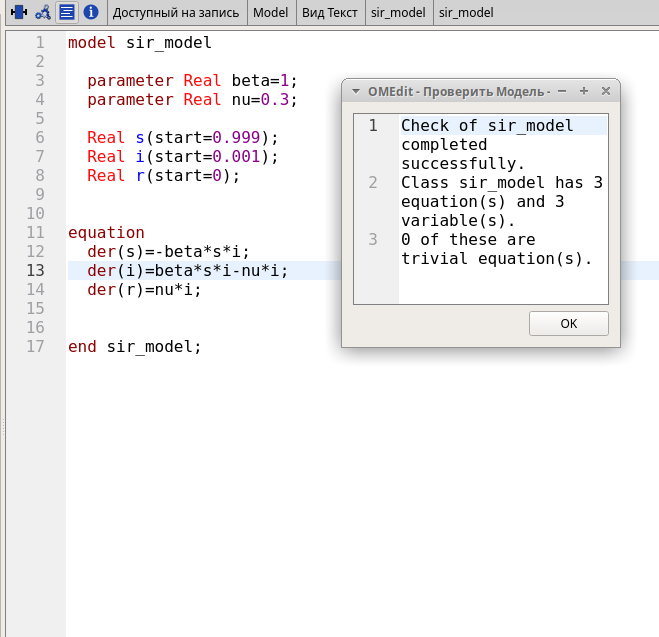 Доступный на запись Model Вид Текст sir_model sir_model
1 model sir_model
2
3 parameter Real beta=1;
4 parameter Real nu=0.3;
5
6 Real s(start=0.999);
7 Real i(start=0.001);
8 Real r(start=0);
9
10
11 equation
12 der(s)=-beta*s*i;
13 der(i)=beta*s*i-nu*i;
14 der(r)=nu*i;
15
16
17 end sir_model;
OMEdit - Проверить Модель -
1 Check of sir_model
completed
successfully.
2 Class sir_model has 3
equation(s) and 3
variable(s).
3 0 of these are
trivial equation(s).
OK